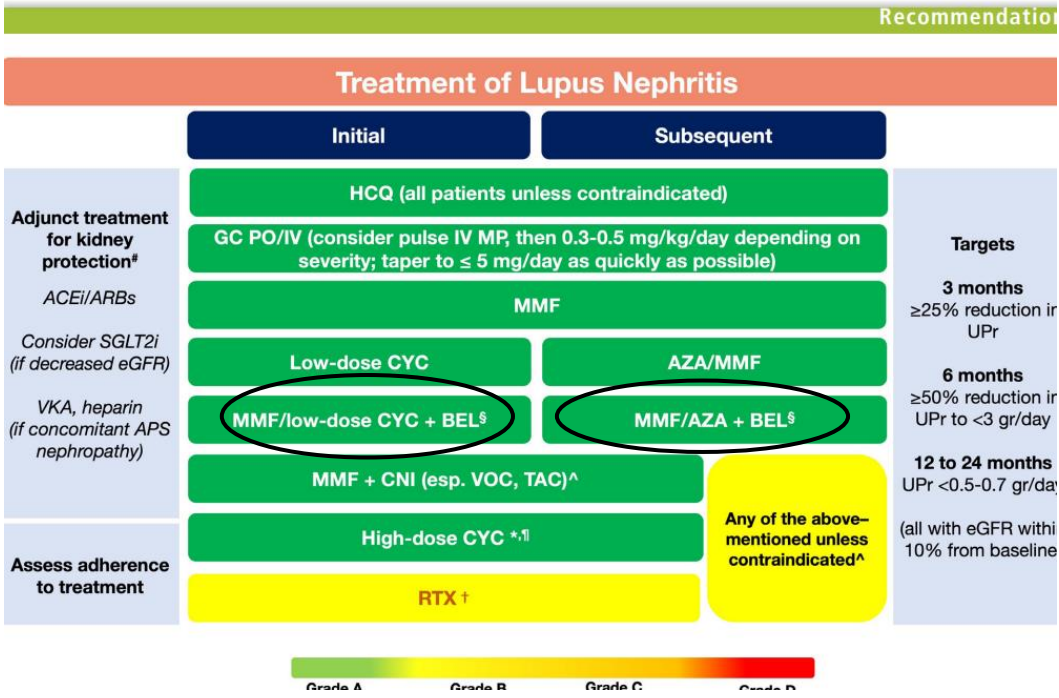 Recommendation
Treatment of Lupus Nephritis
Initial
Subsequent
Adjunct treatment
for kidney
protection#
ACEi/ARBs
Consider SGLT2i
(if decreased eGFR)
VKA, heparin
(if concomitant APS
nephropathy)
Assess adherence
to treatment
HCQ (all patients unless contraindicated)
GC PO/IV (consider pulse IV MP, then 0.3-0.5 mg/kg/day depending on
severity; taper to ≤ 5 mg/day as quickly as possible)
MMF
Low-dose CYC
AZA/MMF
MMF/low-dose CYC + BEL§
MMF/AZA + BEL§
MMF + CNI (esp. VOC, TAC)^
High-dose CYC *,¶
RTX †
Any of the above–
mentioned unless
contraindicated^
Targets
3 months
≥25% reduction in
UPr
6 months
≥50% reduction in
UPr to <3 gr/day
12 to 24 months
UPr <0.5-0.7 gr/day
(all with eGFR within
10% from baseline
Grade A
Grade B
Grade C
Grade D